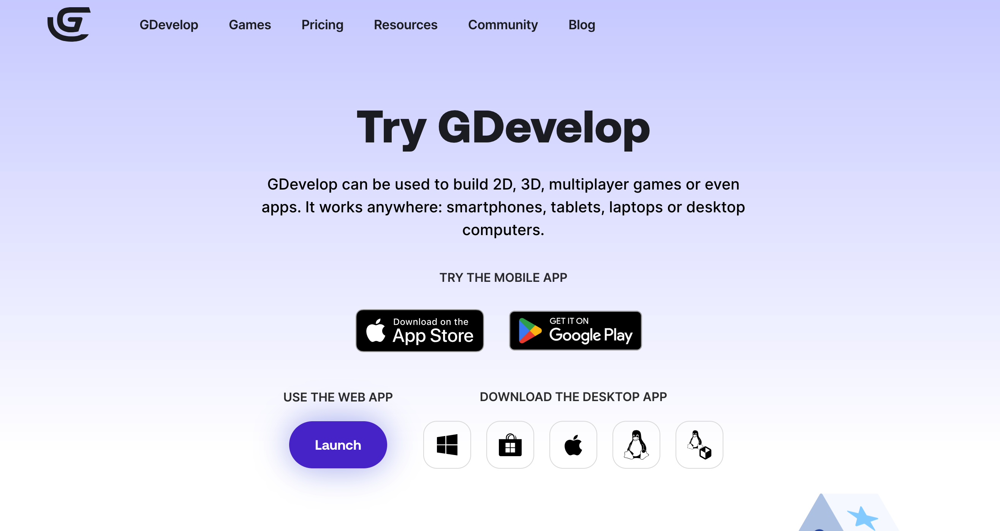 GDevelop
Games
Pricing
Resources
Community
Blog
Try GDevelop
GDevelop can be used to build 2D, 3D, multiplayer games or even
apps. It works anywhere: smartphones, tablets, laptops or desktop
computers.
TRY THE MOBILE APP
Download on the
App Store
GET IT ON
Google Play
USE THE WEB APP
Launch
DOWNLOAD THE DESKTOP APP